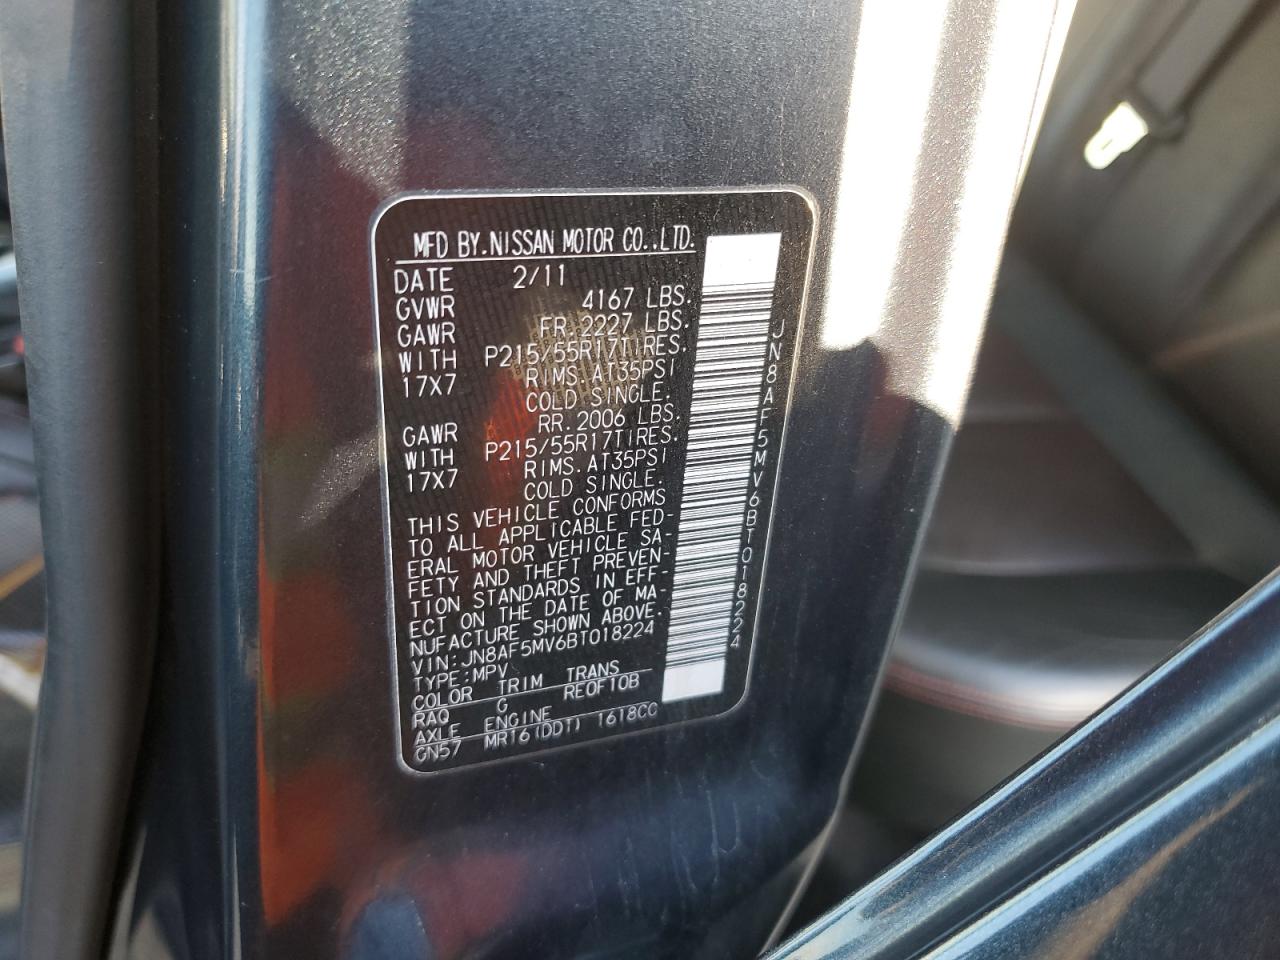 MFD BY.NISSAN MOTOR CO.,LTD.
DATE 2/11
GVWR 4167 LBS.
GAWR FR.2227 LBS.
WITH P215/55R17TIRES.
17X7 RIMS.AT35PSI
COLD SINGLE.
GAWR RR.2006 LBS.
WITH P215/55R17TIRES.
17X7 RIMS.AT35PSI
COLD SINGLE.
THIS VEHICLE CONFORMS
TO ALL APPLICABLE FED-
ERAL MOTOR VEHICLE SA-
FETY AND THEFT PREVEN-
TION STANDARDS IN EFF-
ECT ON THE DATE OF MA-
NUFACTURE SHOWN ABOVE.
VIN:JN8AF5MV6BT018224
TYPE:MPV
COLOR TRIM TRANS
RAQ G RE0F10B
AXLE ENGINE
GN57 MR16(DDT) 1618CC
JN8AF5MV6BT018224